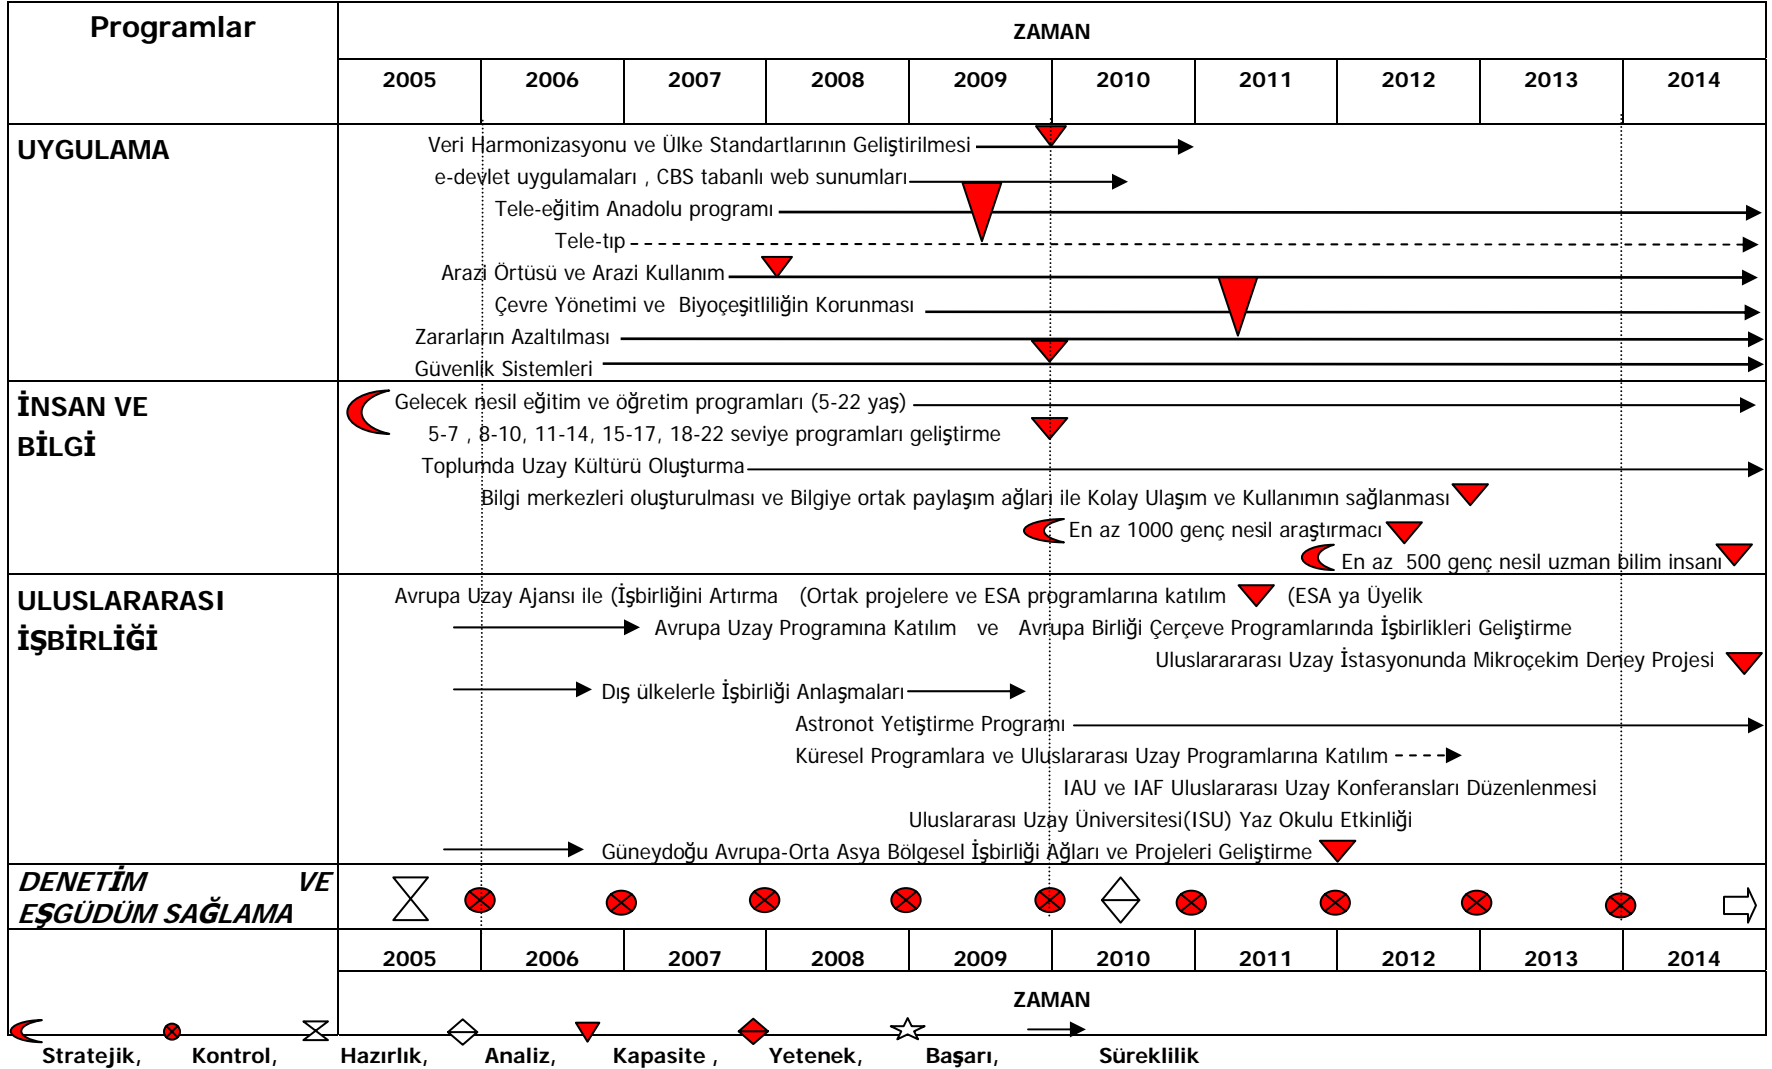 Programlar
ZAMAN
2005 2006 2007 2008 2009 2010 2011 2012 2013 2014
UYGULAMA
Veri Harmonizasyonu ve Ülke Standartlarının Geliştirilmesi
e-devlet uygulamaları , CBS tabanlı web sunumları
Tele-eğitim Anadolu programı
Tele-tıp
Arazi Örtüsü ve Arazi Kullanım
Çevre Yönetimi ve Biyoçeşitliliğin Korunması
Zararların Azaltılması
Güvenlik Sistemleri
İNSAN VE
BİLGİ
Gelecek nesil eğitim ve öğretim programları (5-22 yaş)
5-7 , 8-10, 11-14, 15-17, 18-22 seviye programları geliştirme
Toplumda Uzay Kültürü Oluşturma
Bilgi merkezleri oluşturulması ve Bilgiye ortak paylaşım ağları ile Kolay Ulaşım ve Kullanımın sağlanması
En az 1000 genç nesil araştırmacı
En az 500 genç nesil uzman bilim insanı
ULUSLARARASI
İŞBİRLİĞİ
Avrupa Uzay Ajansı ile (İşbirliğini Artırma (Ortak projelere ve ESA programlarına katılım (ESA ya Üyelik
Avrupa Uzay Programına Katılım ve Avrupa Birliği Çerçeve Programlarında İşbirlikleri Geliştirme
Uluslarararası Uzay İstasyonunda Mikroçekim Deney Projesi
Dış ülkelerle İşbirliği Anlaşmaları
Astronot Yetiştirme Programı
Küresel Programlara ve Uluslararası Uzay Programlarına Katılım
IAU ve IAF Uluslararası Uzay Konferansları Düzenlenmesi
Uluslararası Uzay Üniversitesi(ISU) Yaz Okulu Etkinliği
Güneydoğu Avrupa-Orta Asya Bölgesel İşbirliği Ağları ve Projeleri Geliştirme
DENETİM VE
EŞGÜDÜM SAĞLAMA
2005 2006 2007 2008 2009 2010 2011 2012 2013 2014
ZAMAN
Stratejik, Kontrol, Hazırlık, Analiz, Kapasite , Yetenek, Başarı, Süreklilik